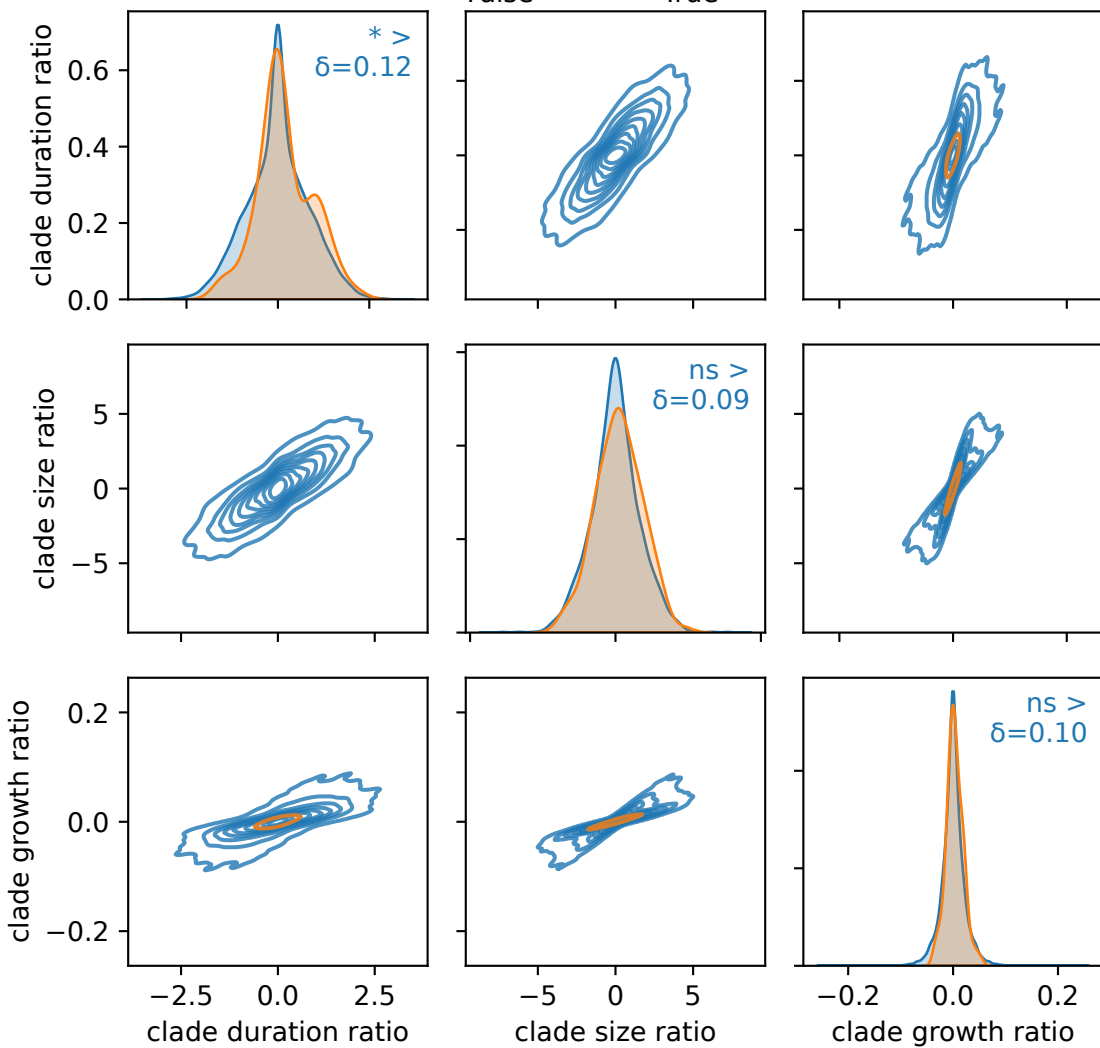 True
clade duration ratio
0.6
0.4
0.2
0.0
* >
δ=0.12
clade size ratio
5
0
−5
ns >
δ=0.09
clade growth ratio
0.2
0.0
−0.2
ns >
δ=0.10
−2.5 0.0 2.5
−5 0 5
−0.2 0.0 0.2
clade duration ratio
clade size ratio
clade growth ratio